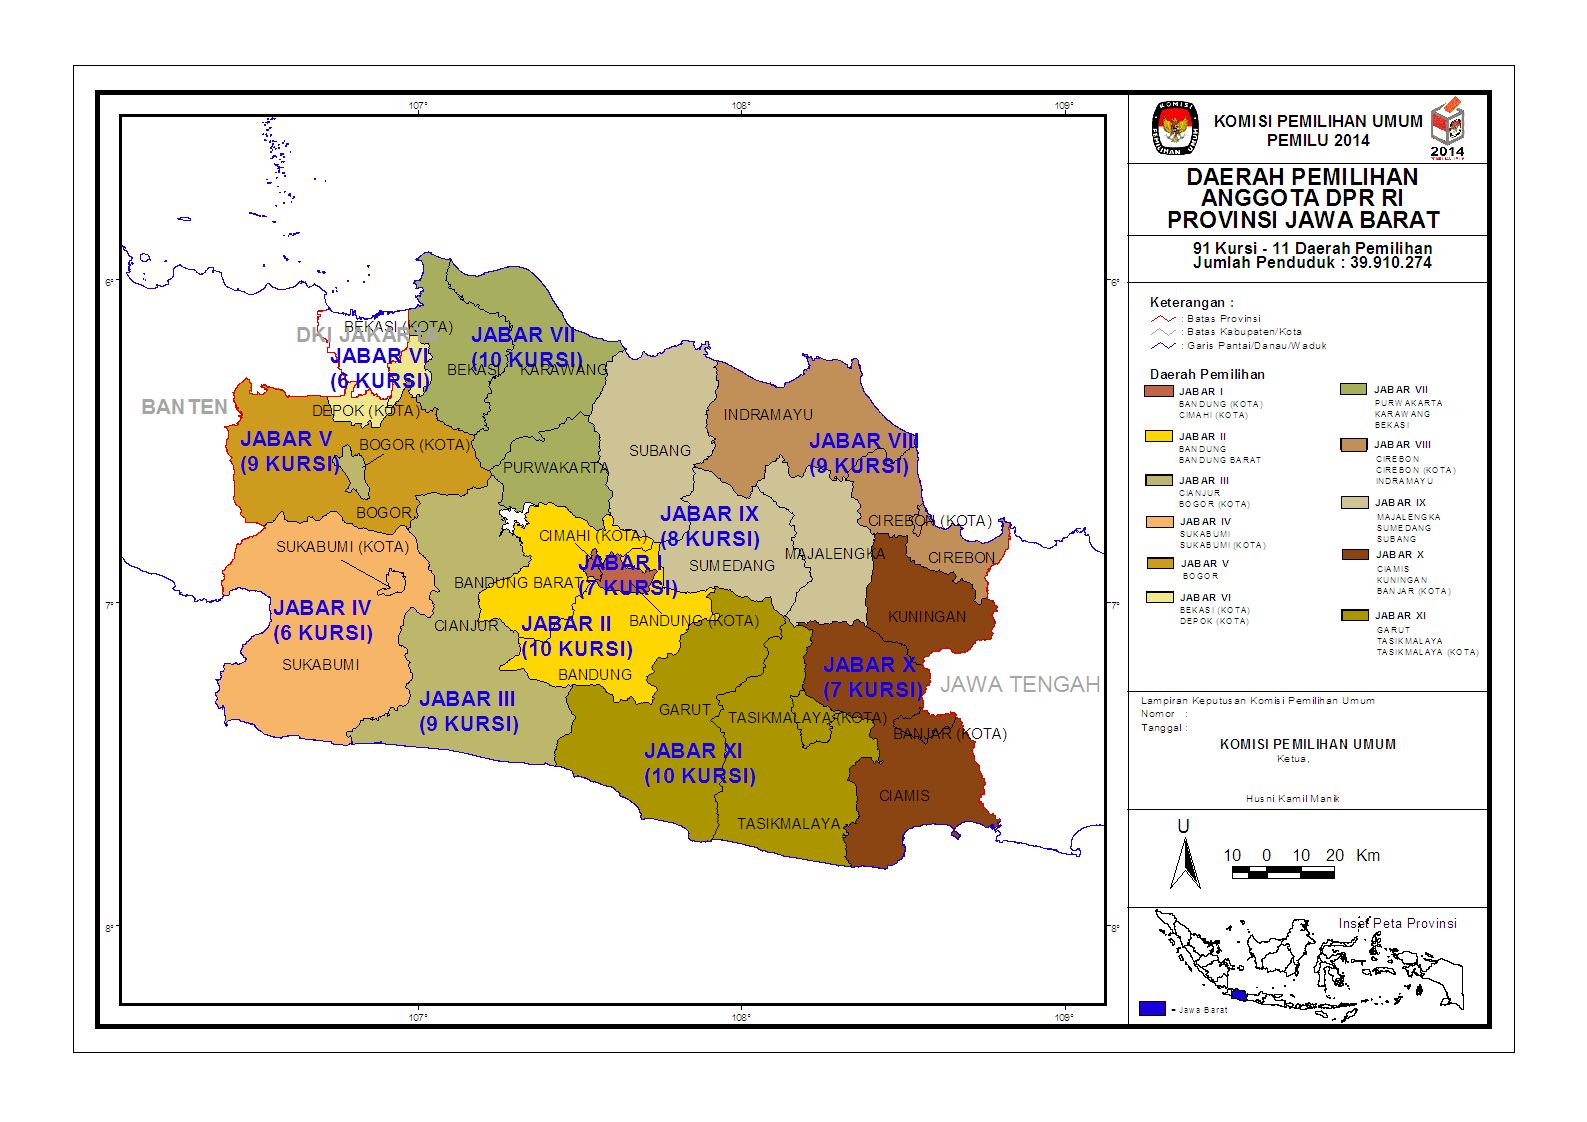 KOMISI PEMILIHAN UMUM
KOMISI PEMILIHAN UMUM
PEMILU 2014
2014
DAERAH PEMILIHAN
ANGGOTA DPR RI
PROVINSI JAWA BARAT
91 Kursi - 11 Daerah Pemilihan
Jumlah Penduduk : 39.910.274
Keterangan :
: Batas Provinsi
: Batas Kabupaten/Kota
: Garis Pantai/Danau/Waduk
Daerah Pemilihan
JABAR I
BANDUNG (KOTA)
CIMAHI (KOTA)
JABAR II
BANDUNG
BANDUNG BARAT
JABAR III
CIANJUR
BOGOR (KOTA)
JABAR IV
SUKABUMI
SUKABUMI (KOTA)
JABAR V
BOGOR
JABAR VI
BEKASI (KOTA)
DEPOK (KOTA)
JABAR VII
PURWAKARTA
KARAWANG
BEKASI
JABAR VIII
CIREBON
CIREBON (KOTA)
INDRAMAYU
JABAR IX
MAJALENGKA
SUMEDANG
SUBANG
JABAR X
CIAMIS
KUNINGAN
BANJAR (KOTA)
JABAR XI
GARUT
TASIKMALAYA
TASIKMALAYA (KOTA)
Lampiran Keputusan Komisi Pemilihan Umum
Nomor :
Tanggal :
KOMISI PEMILIHAN UMUM
Ketua,
Husni Kamil Manik
U
10 0 10 20 Km
Inset Peta Provinsi
= Jawa Barat
107° 108° 109°
6° 6°
7° 7°
8° 8°
107° 108° 109°
BEKASI (KOTA)
DKI JAKARTA
JABAR VI
(6 KURSI)
JABAR VII
(10 KURSI)
BEKASI
KARAWANG
BANTEN
DEPOK (KOTA)
INDRAMAYU
JABAR V
(9 KURSI)
BOGOR (KOTA)
SUBANG
JABAR VIII
(9 KURSI)
PURWAKARTA
BOGOR
JABAR IX
(8 KURSI)
CIREBON (KOTA)
SUKABUMI (KOTA)
CIMAHI (KOTA)
MAJALENGKA
CIREBON
JABAR I
(7 KURSI)
SUMEDANG
BANDUNG BARAT
JABAR IV
(6 KURSI)
CIANJUR
JABAR II
(10 KURSI)
BANDUNG (KOTA)
KUNINGAN
SUKABUMI
BANDUNG
JABAR X
(7 KURSI)
JAWA TENGAH
JABAR III
(9 KURSI)
GARUT
TASIKMALAYA (KOTA)
BANJAR (KOTA)
JABAR XI
(10 KURSI)
CIAMIS
TASIKMALAYA